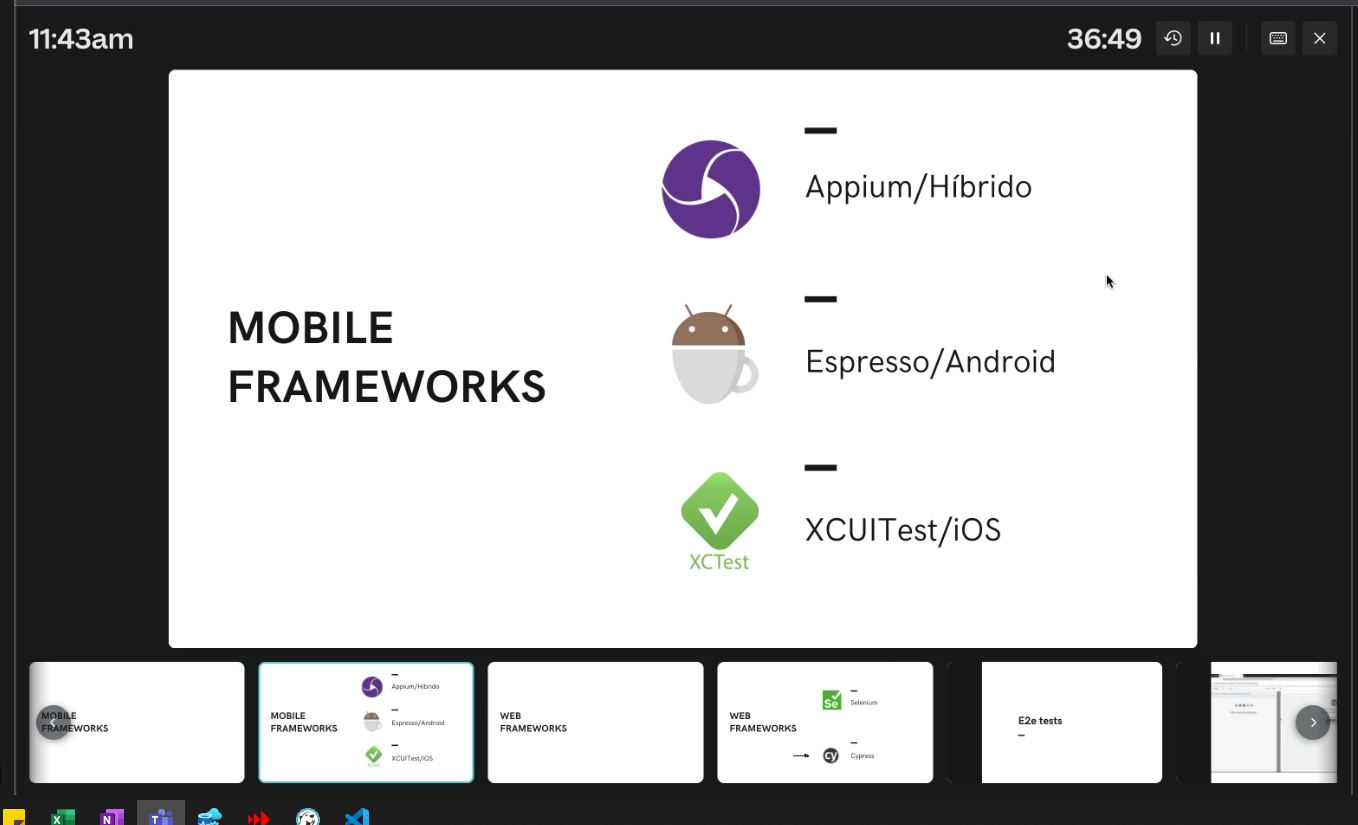 11:43am
36:49
MOBILE
FRAMEWORKS
Appium/Híbrido
Espresso/Android
XCUITest/iOS
XCTest
MOBILE
FRAMEWORKS
MOBILE
FRAMEWORKS
Appium/Híbrido
Espresso/Android
XCUITest/iOS
WEB
FRAMEWORKS
WEB
FRAMEWORKS
Se
Selenium
Cy
Cypress
E2e tests
X
N
T